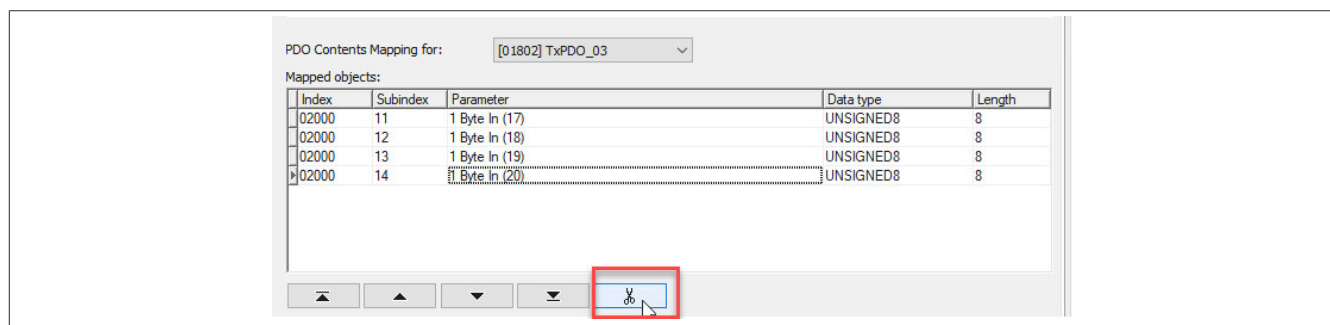 PDO Contents Mapping for: [01802] TxPDO_03
Mapped objects:
Index Subindex Parameter Data type Length
02000 11 1 Byte In (17) UNSIGNED8 8
02000 12 1 Byte In (18) UNSIGNED8 8
02000 13 1 Byte In (19) UNSIGNED8 8
02000 14 1 Byte In (20) UNSIGNED8 8